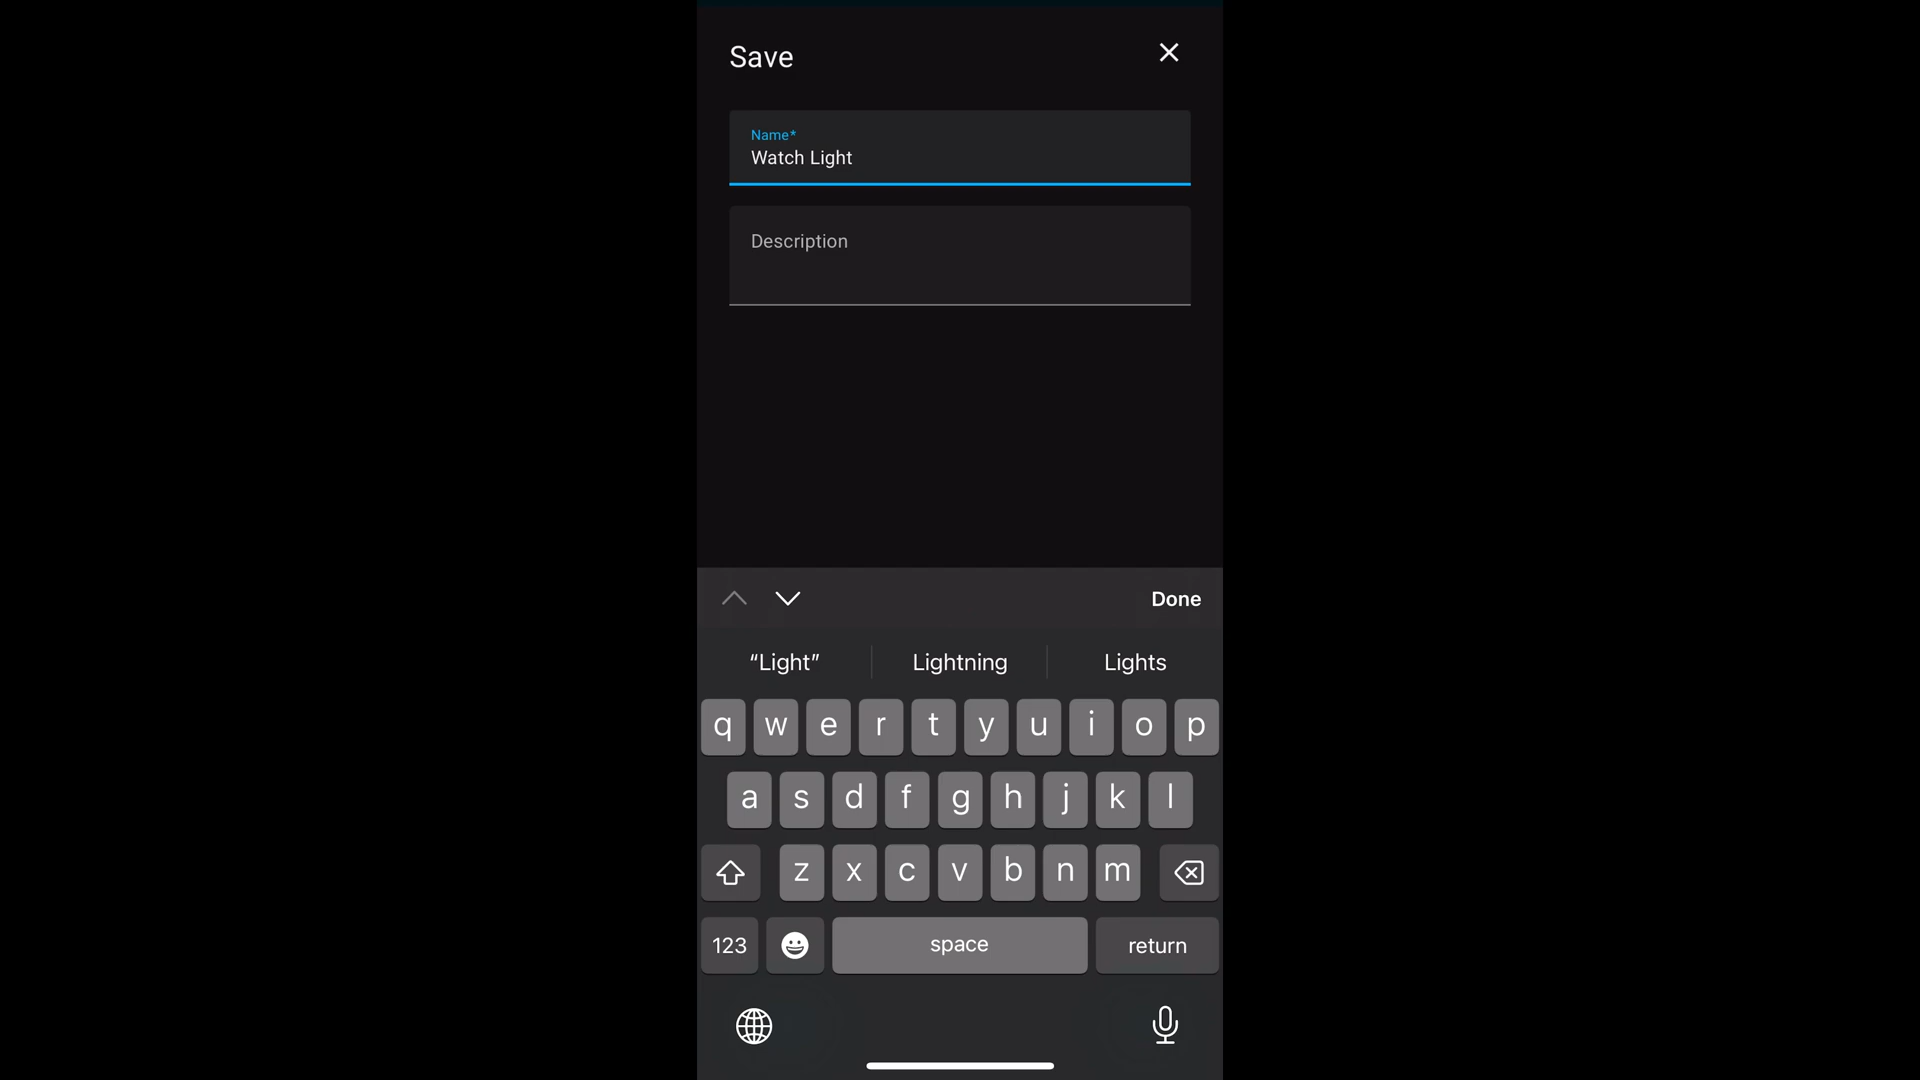 Save
Name*
Watch Light
Description
Done
“Light” Lightning Lights
q w e r t y u i o p
a s d f g h j k l
z x c v b n m
123 space return